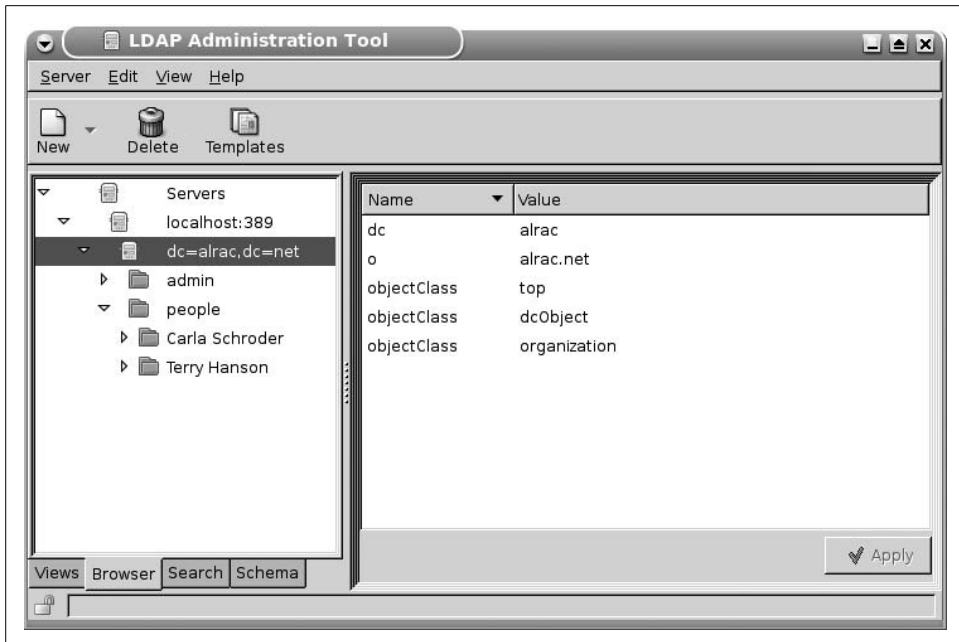 LDAP Administration Tool
Server Edit View Help
New Delete Templates
Servers
localhost:389
dc=alrac,dc=net
admin
people
Carla Schroder
Terry Hanson
Name Value
dc alrac
o alrac.net
objectClass top
objectClass dcObject
objectClass organization
Apply
Views Browser Search Schema